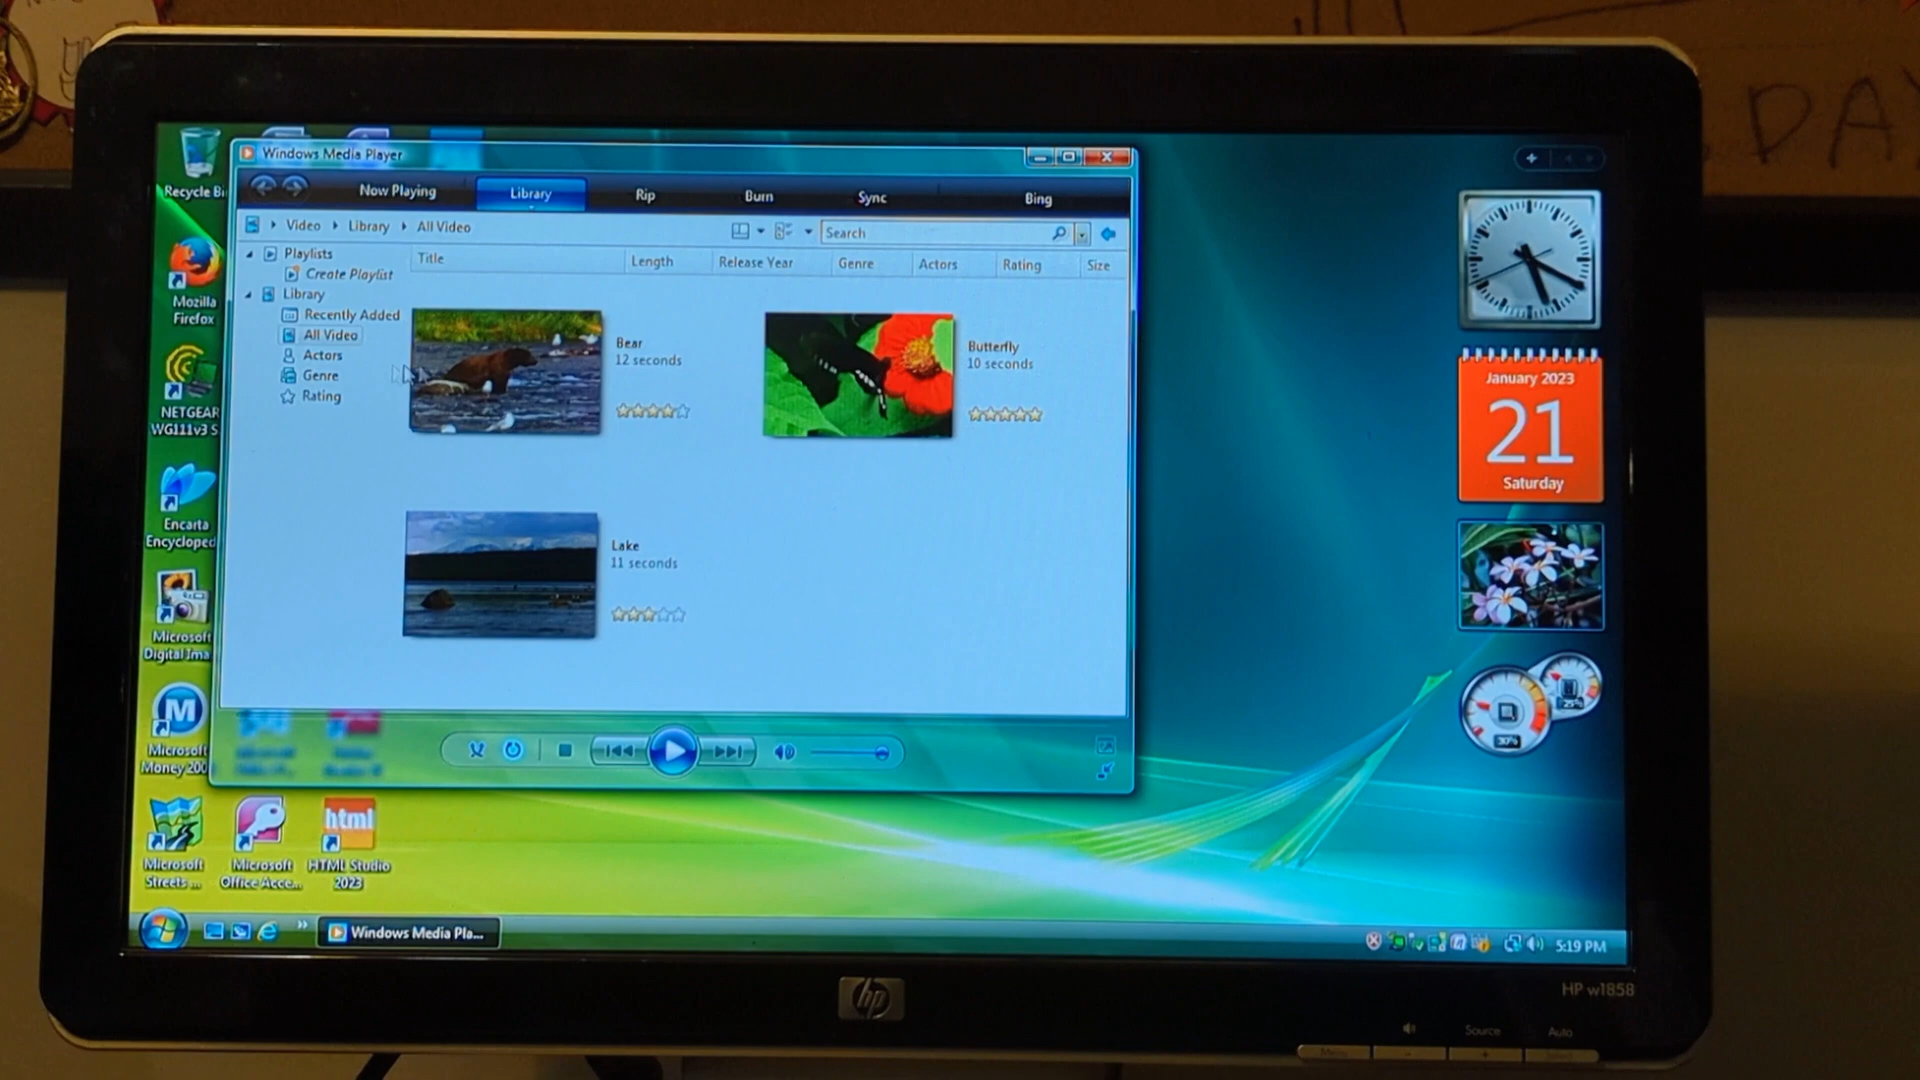 DAY
Recycle Bi
Windows Media Player
Now Playing
Library
Rip
Burn
Sync
Bing
Video
Library
All Video
Search
Playlists
Create Playlist
Library
Recently Added
All Video
Actors
Genre
Rating
Title
Length
Release Year
Genre
Actors
Rating
Size
Bear
12 seconds
Butterfly
10 seconds
Lake
11 seconds
Mozilla
Firefox
NETGEAR
WG111v3 S
Encarta
Encycloped
Microsoft
Digital Ima
Microsoft
Money 200
Microsoft
Streets ...
Microsoft
Office Acce...
html
HTML Studio
2023
January 2023
21
Saturday
30%
25%
Windows Media Pla...
5:19 PM
hp
HP w1858
Source
Auto
Menu